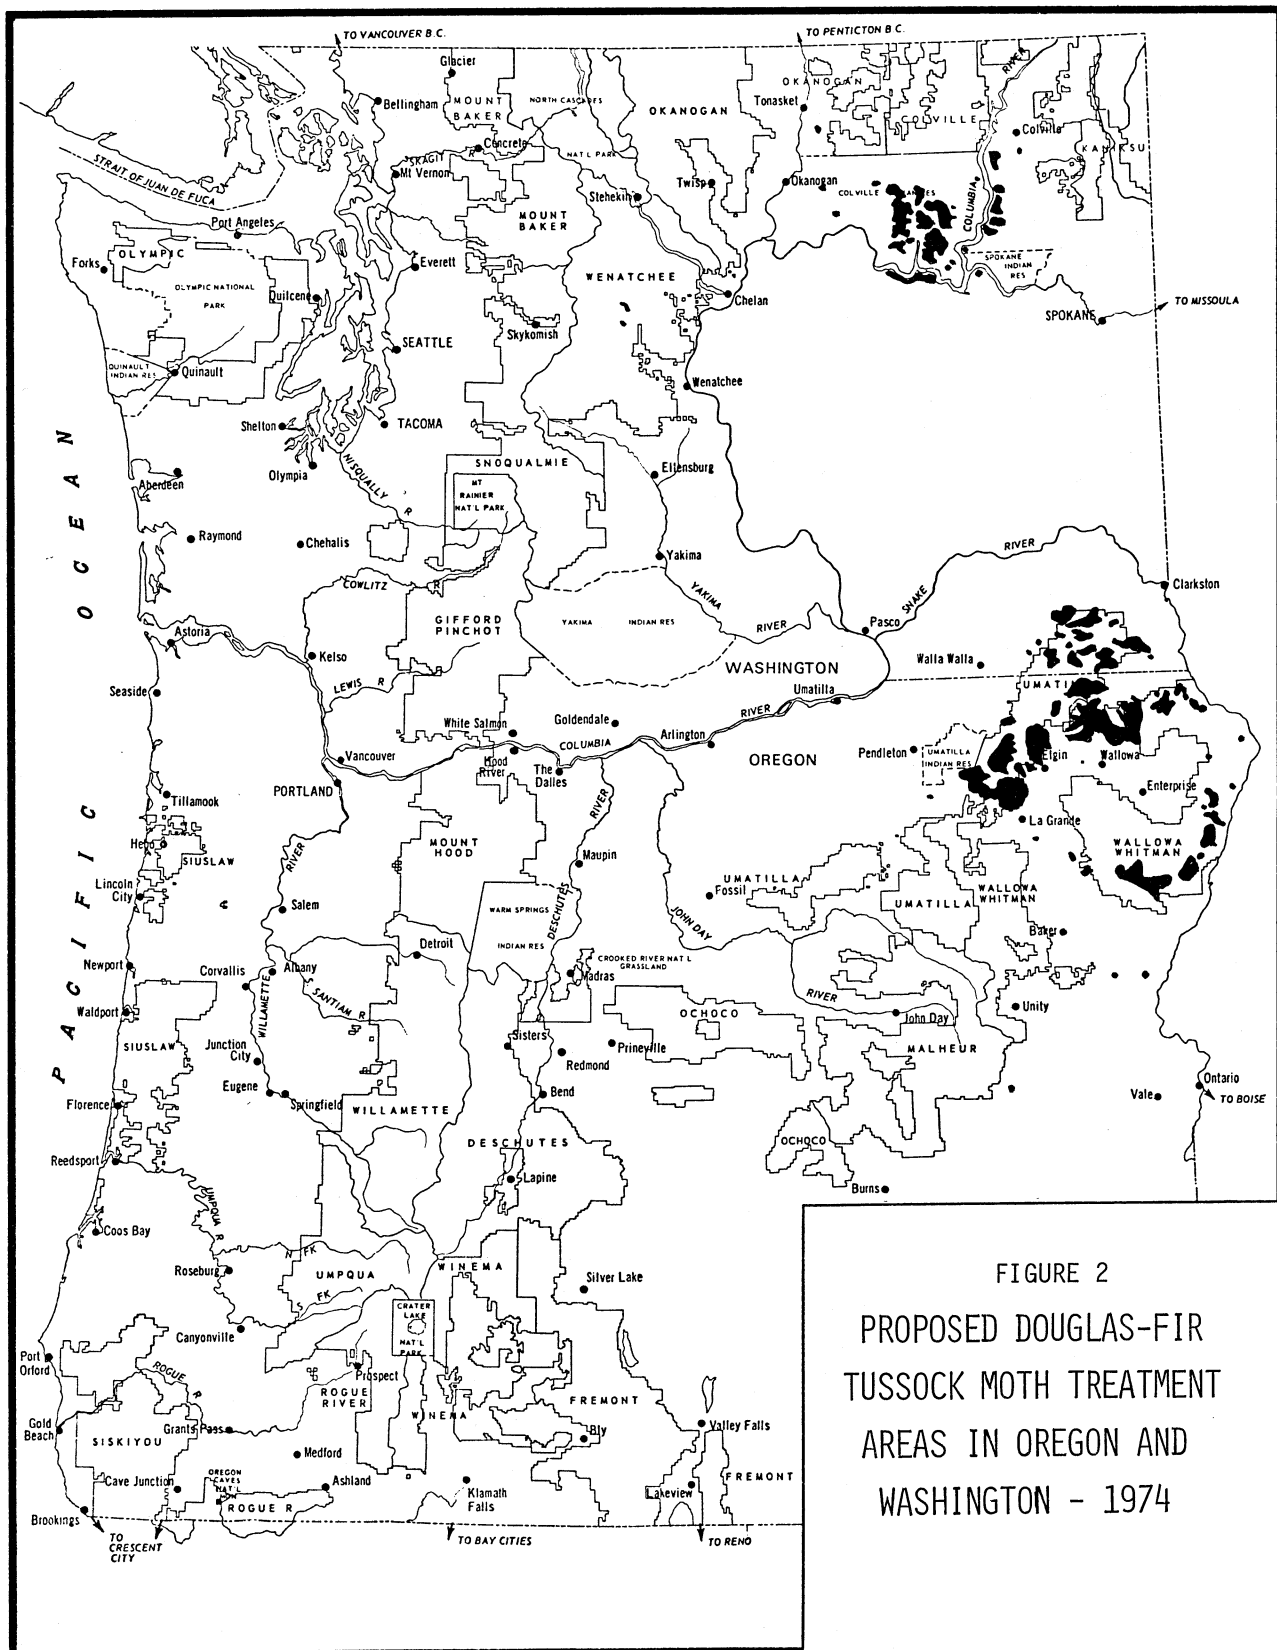 TO VANCOUVER B.C.
TO PENTICTON B.C.
Glacier
OKANOGAN
RIVER
Bellingham
MOUNT
BAKER
NORTH CASCADES
OKANOGAN
Tonasket
COLVILLE
Colville
KANIKSU
STRAIT OF JUAN DE FUCA
SKAGIT
R
Concrete
NAT'L PARK
Mt Vernon
Twisp
Okanogan
COLVILLE
RES
COLUMBIA
Stehekin
Port Angeles
MOUNT
BAKER
OLYMPIC
Forks
Everett
WENATCHEE
SPOKANE
INDIAN
RES
OLYMPIC NATIONAL
PARK
Quilcene
Chelan
TO MISSOULA
SPOKANE
Skykomish
SEATTLE
QUINAULT
INDIAN RES
Quinault
Wenatchee
Shelton
TACOMA
NISQUALLY
R
SNOQUALMIE
Olympia
Ellensburg
Aberdeen
MT
RAINIER
NAT'L PARK
PACIFIC OCEAN
Raymond
Chehalis
Yakima
RIVER
COWLITZ
R
Clarkston
SNAKE
YAKIMA
RIVER
GIFFORD
PINCHOT
YAKIMA INDIAN RES
Pasco
Astoria
Kelso
WASHINGTON
Walla Walla
LEWIS R
Seaside
Umatilla
UMATI
White Salmon
Goldendale
RIVER
Arlington
COLUMBIA
Vancouver
Hood
River
The
Dalles
OREGON
Pendleton
UMATILLA
INDIAN RES
Elgin
Wallowa
PORTLAND
Enterprise
Tillamook
RIVER
La Grande
MOUNT
HOOD
Hebo
SIUSLAW
RIVER
Maupin
WALLOWA
WHITMAN
Lincoln
City
UMATILLA
Fossil
WALLOWA
WHITMAN
UMATILLA
Salem
WARM SPRINGS
INDIAN RES
DESCHUTES
JOHN DAY
Baker
Detroit
Newport
Corvallis
Albany
CROOKED RIVER NAT L
GRASSLAND
Madras
S SANTIAM R
WILLAMETTE
RIVER
Waldport
OCHOCO
John Day
Unity
SIUSLAW
Junction
City
Sisters
Redmond
Prineville
MALHEUR
Eugene
Springfield
Bend
Ontario
Vale
TO BOISE
Florence
WILLAMETTE
DESCHUTES
OCHOCO
Reedsport
Lapine
Burns
UMPQUA R
Coos Bay
N FK
Roseburg
UMPQUA
WINEMA
Silver Lake
S FK
CRATER
LAKE
NAT'L
PARK
Canyonville
Port
Orford
ROGUE R
Prospect
ROGUE
RIVER
WINEMA
FREMONT
Gold
Beach
SISKIYOU
Grants Pass
Bly
Valley Falls
Medford
Cave Junction
OREGON
CAVES
NAT'L
MON
Ashland
Klamath
Falls
Lakeview
FREMONT
ROGUE R
Brookings
TO
CRESCENT
CITY
TO BAY CITIES
TO RENO
FIGURE 2
PROPOSED DOUGLAS-FIR
TUSSOCK MOTH TREATMENT
AREAS IN OREGON AND
WASHINGTON - 1974